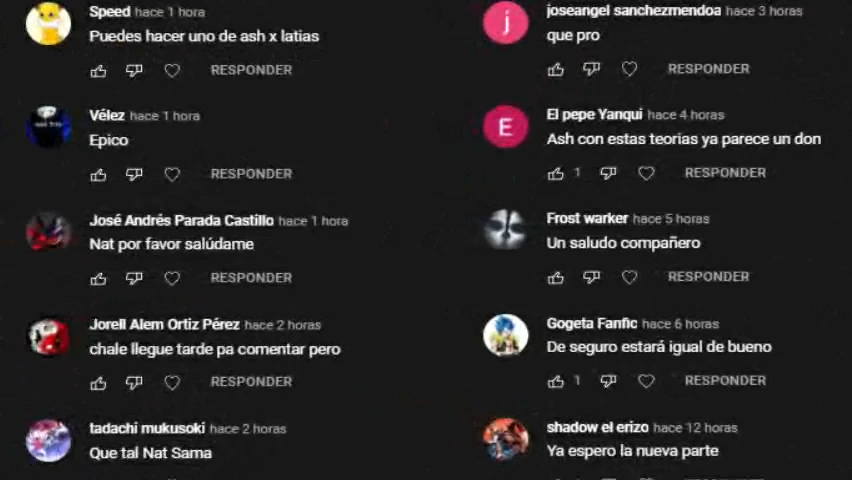 Speed hace 1 hora
Puedes hacer uno de ash x latias
RESPONDER
Vélez hace 1 hora
Epico
RESPONDER
José Andrés Parada Castillo hace 1 hora
Nat por favor salúdame
RESPONDER
Jorell Alem Ortiz Pérez hace 2 horas
chale llegue tarde pa comentar pero
RESPONDER
tadachi mukusoki hace 2 horas
Que tal Nat Sama
joseangel sanchezmendoa hace 3 horas
que pro
RESPONDER
El pepe Yanqui hace 4 horas
Ash con estas teorias ya parece un don
1 RESPONDER
Frost warker hace 5 horas
Un saludo compañero
RESPONDER
Gogeta Fanfic hace 6 horas
De seguro estará igual de bueno
1 RESPONDER
shadow el erizo hace 12 horas
Ya espero la nueva parte